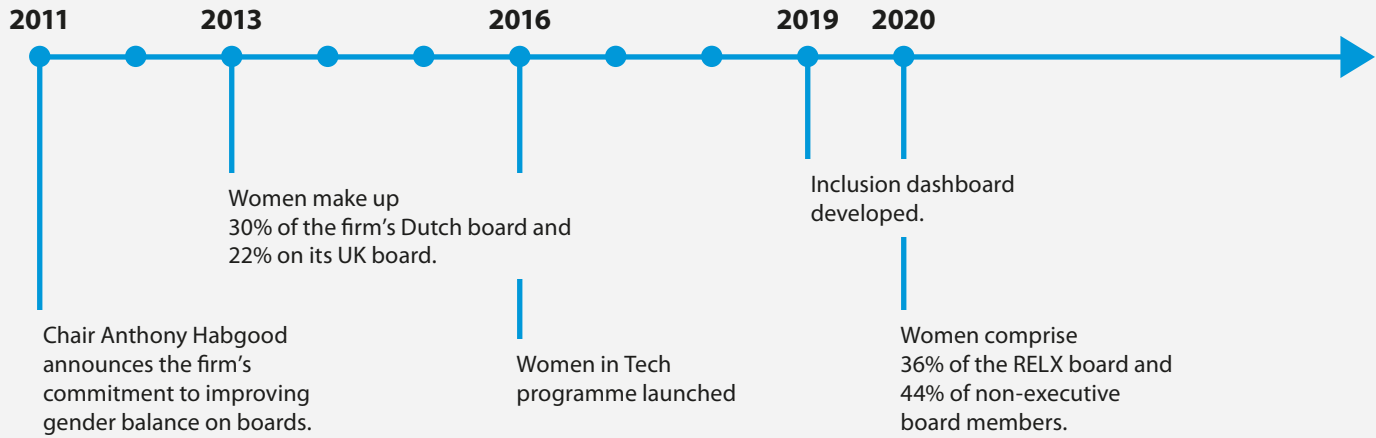 2011
2013
2016
2019
2020
Women make up
30% of the firm’s Dutch board and
22% on its UK board.
Inclusion dashboard
developed.
Chair Anthony Habgood
announces the firm’s
commitment to improving
gender balance on boards.
Women in Tech
programme launched
Women comprise
36% of the RELX board and
44% of non-executive
board members.